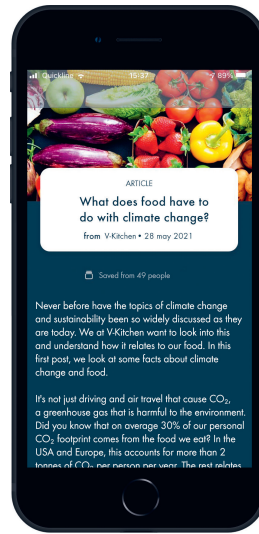 Quickline 15:37 89%
ARTICLE
What does food have to
do with climate change?
from V-Kitchen • 28 may 2021
Saved from 49 people
Never before have the topics of climate change
and sustainability been so widely discussed as they
are today. We at V-Kitchen want to look into this
and understand how it relates to our food. In this
first post, we look at some facts about climate
change and food.
It's not just driving and air travel that cause CO₂,
a greenhouse gas that is harmful to the environment.
Did you know that on average 30% of our personal
CO₂ footprint comes from the food we eat? In the
USA and Europe, this accounts for more than 2
tonnes of CO₂ per person per year. The rest relates